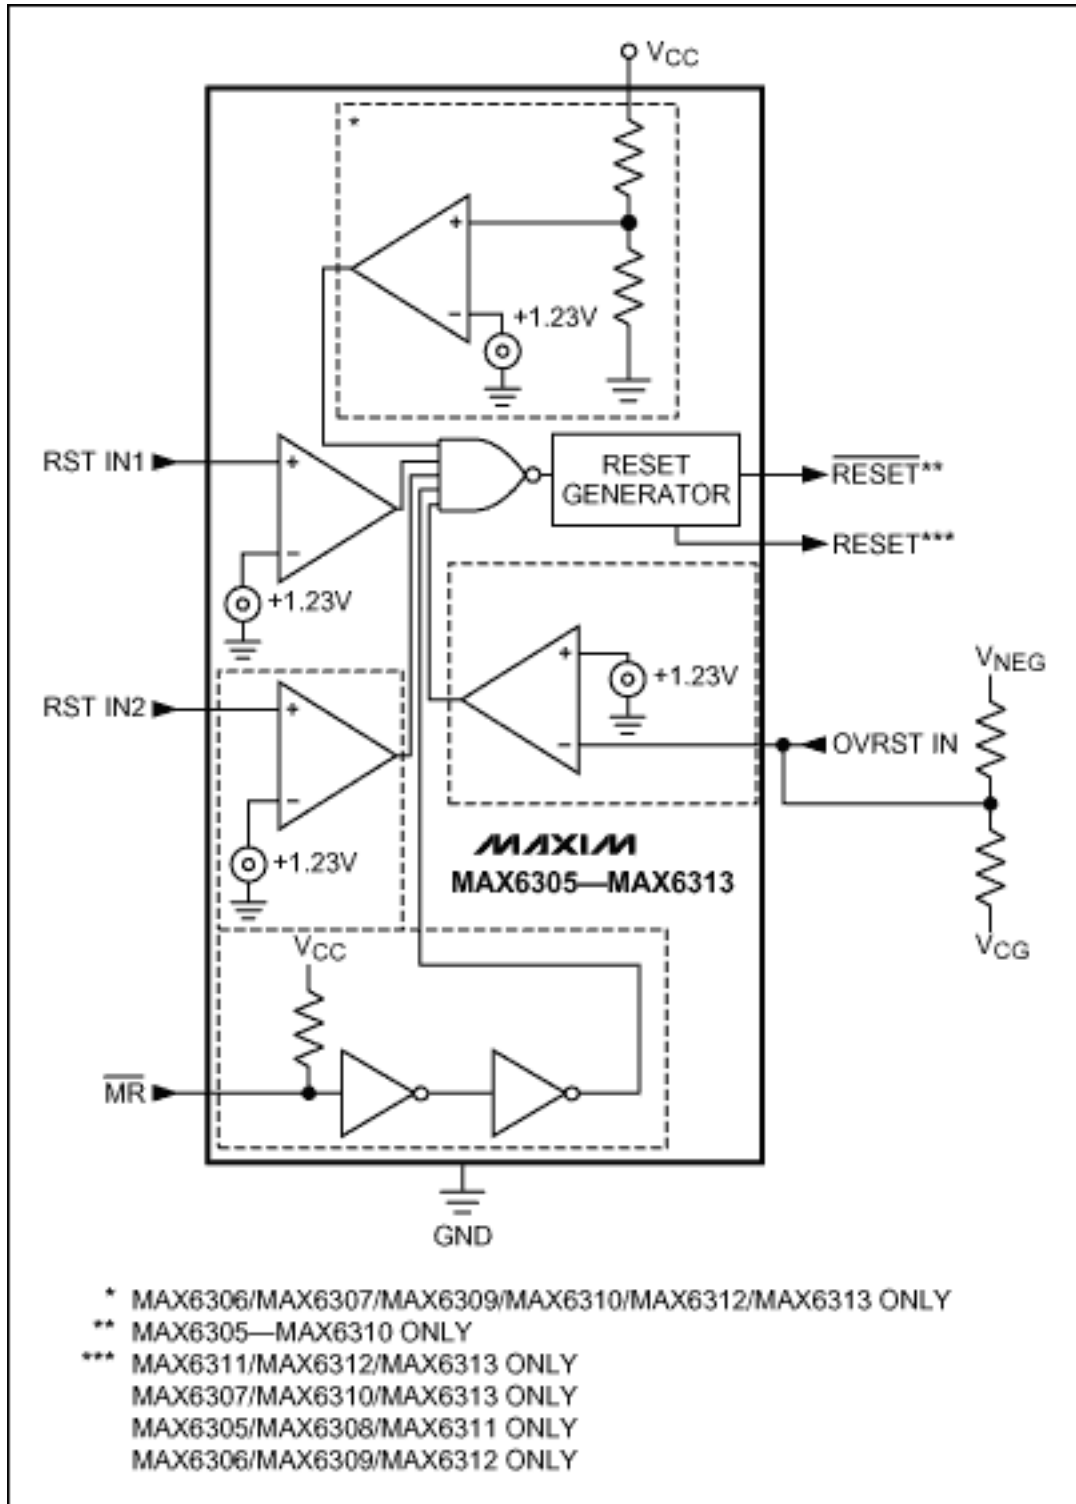 VCC
*
+
−
+1.23V
RST IN1
+
−
+1.23V
RESET GENERATOR
RESET**
RESET***
RST IN2
+
−
+1.23V
+
−
+1.23V
OVRST IN
VNEG
VCG
MAXIM
MAX6305—MAX6313
VCC
MR
GND
* MAX6306/MAX6307/MAX6309/MAX6310/MAX6312/MAX6313 ONLY
** MAX6305—MAX6310 ONLY
*** MAX6311/MAX6312/MAX6313 ONLY
MAX6307/MAX6310/MAX6313 ONLY
MAX6305/MAX6308/MAX6311 ONLY
MAX6306/MAX6309/MAX6312 ONLY